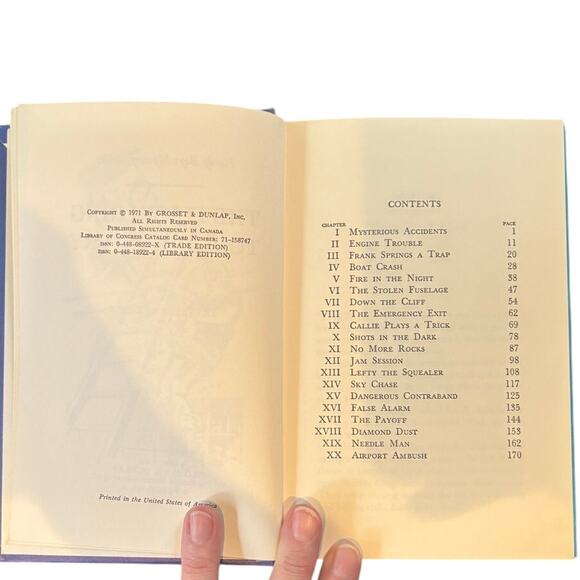 Copyright © 1971 By GROSSET & DUNLAP, Inc.
All Rights Reserved
Published Simultaneously in Canada
Library of Congress Catalog Card Number: 71-158747
ISBN: 0-448-08922-X (TRADE EDITION)
ISBN: 0-448-18922-4 (LIBRARY EDITION)
Printed in the United States of America
CONTENTS
CHAPTER PAGE
I Mysterious Accidents 1
II Engine Trouble 11
III Frank Springs a Trap 20
IV Boat Crash 28
V Fire in the Night 38
VI The Stolen Fuselage 47
VII Down the Cliff 54
VIII The Emergency Exit 62
IX Callie Plays a Trick 69
X Shots in the Dark 78
XI No More Rocks 87
XII Jam Session 98
XIII Lefty the Squealer 108
XIV Sky Chase 117
XV Dangerous Contraband 125
XVI False Alarm 135
XVII The Payoff 144
XVIII Diamond Dust 153
XIX Needle Man 162
XX Airport Ambush 170